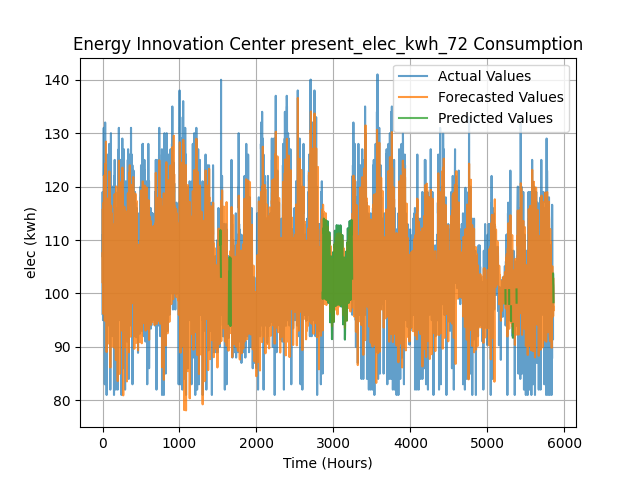 Energy Innovation Center present_elec_kwh_72 Consumption
Actual Values
Forecasted Values
Predicted Values
140
130
120
110
100
90
80
elec (kwh)
0 1000 2000 3000 4000 5000 6000
Time (Hours)